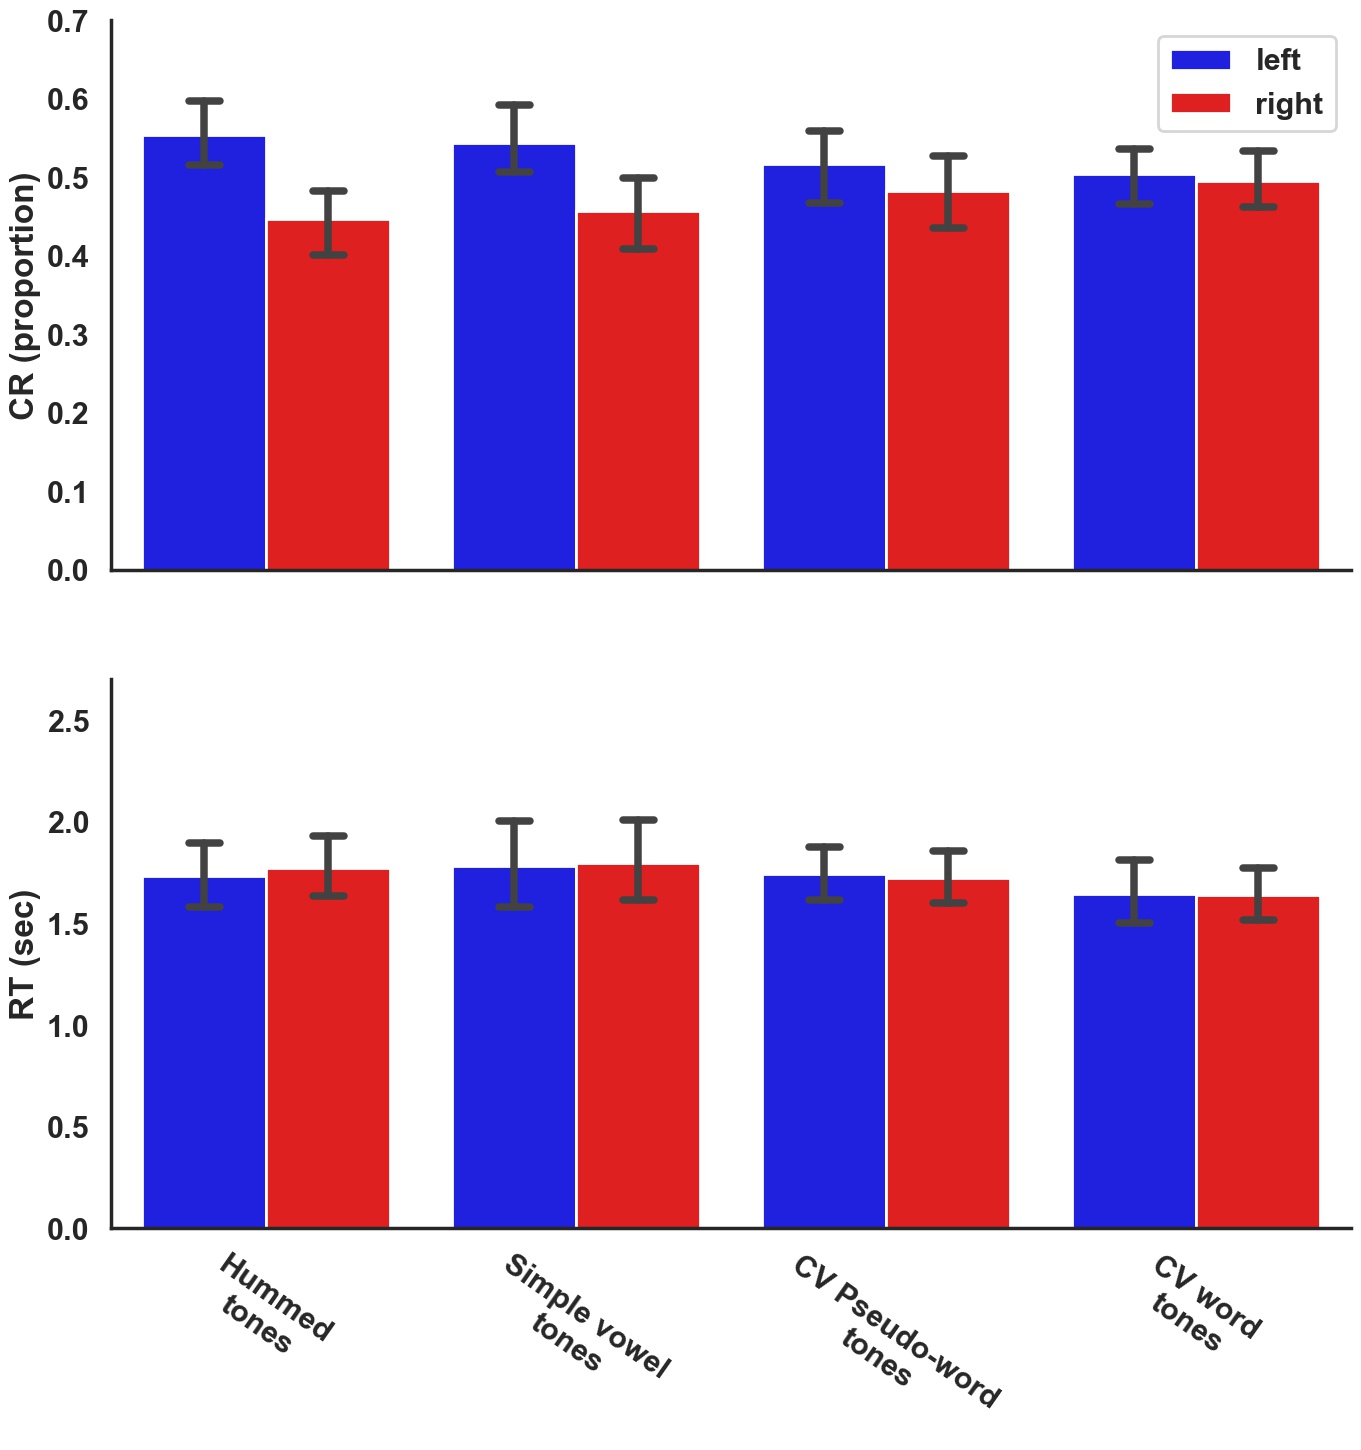 0.7
0.6
0.5
0.4
0.3
0.2
0.1
0.0
CR (proportion)
left
right
2.5
2.0
1.5
1.0
0.5
0.0
RT (sec)
Hummed
tones
Simple vowel
tones
CV Pseudo-word
tones
CV word
tones